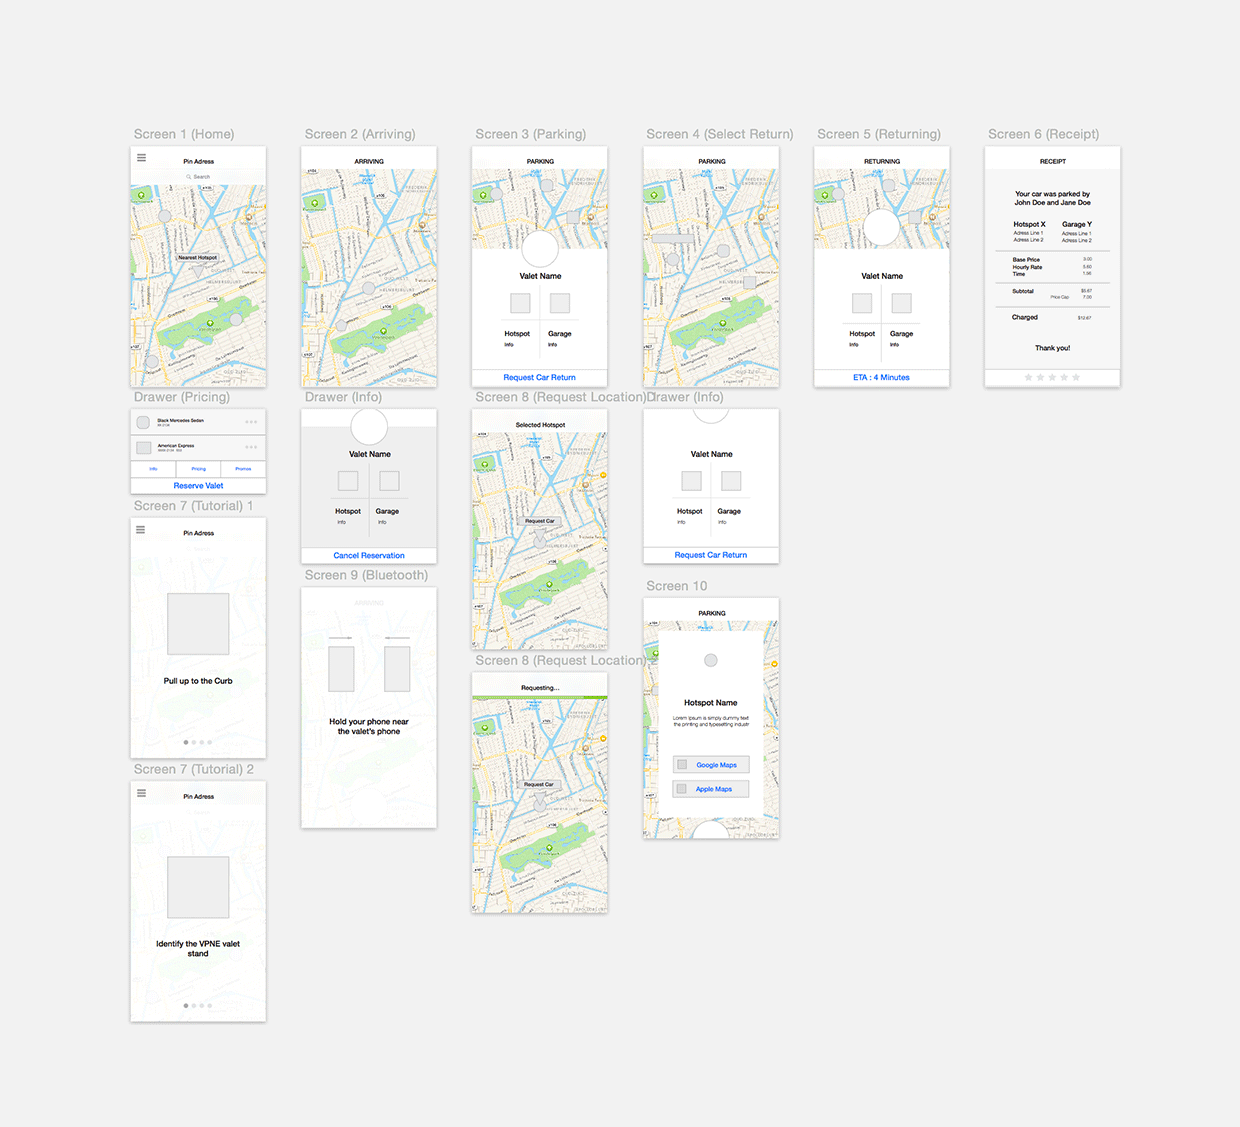 Screen 1 (Home)
Pin Adress
Search
Nearest Hotspot
Screen 2 (Arriving)
ARRIVING
Screen 3 (Parking)
PARKING
Valet Name
Hotspot Garage
Info Info
Request Car Return
Screen 4 (Select Return)
PARKING
Screen 5 (Returning)
RETURNING
Valet Name
Hotspot Garage
Info Info
ETA : 4 Minutes
Screen 6 (Receipt)
RECEIPT
Your car was parked by
John Doe and Jane Doe
Hotspot X Garage Y
Adress Line 1 Adress Line 1
Adress Line 2 Adress Line 2
Base Price 3.00
Hourly Rate 5.60
Time
Subtotal $5.67
Price Cap 7.00
Charged $12.67
Thank you!
Drawer (Pricing)
Black Mercedes Sedan
American Express
Info Pricing Promos
Reserve Valet
Drawer (Info)
Valet Name
Hotspot Garage
Info Info
Cancel Reservation
Screen 8 (Request Location)
Selected Hotspot
Request Car
Drawer (Info)
Valet Name
Hotspot Garage
Info Info
Request Car Return
Screen 7 (Tutorial) 1
Pin Adress
Pull up to the Curb
Screen 9 (Bluetooth)
ARRIVING
Hold your phone near
the valet's phone
Screen 10
PARKING
Hotspot Name
Lorem Ipsum is simply dummy text
the printing and typesetting industr
Google Maps
Apple Maps
Screen 8 (Request Location) 2
Requesting...
Request Car
Screen 7 (Tutorial) 2
Pin Adress
Identify the VPNE valet
stand